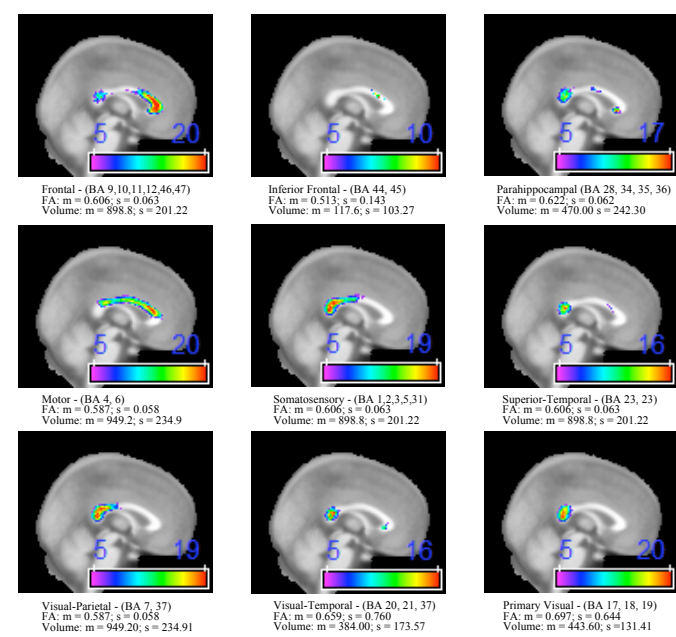 5 20
5 10
5 17
Frontal - (BA 9,10,11,12,46,47)
FA: m = 0.606; s = 0.063
Volume: m = 898.8; s = 201.22
Inferior Frontal - (BA 44, 45)
FA: m = 0.513; s = 0.143
Volume: m = 117.6; s = 103.27
Parahippocampal (BA 28, 34, 35, 36)
FA: m = 0.622; s = 0.062
Volume: m = 470.00 s = 242.30
5 20
5 19
5 16
Motor - (BA 4, 6)
FA: m = 0.587; s = 0.058
Volume: m = 949.2; s = 234.9
Somatosensory - (BA 1,2,3,5,31)
FA: m = 0.606; s = 0.063
Volume: m = 898.8; s = 201.22
Superior-Temporal - (BA 23, 23)
FA: m = 0.606; s = 0.063
Volume: m = 898.8; s = 201.22
5 19
5 16
5 20
Visual-Parietal - (BA 7, 37)
FA: m = 0.587; s = 0.058
Volume: m = 949.20; s = 234.91
Visual-Temporal - (BA 20, 21, 37)
FA: m = 0.659; s = 0.760
Volume: m = 384.00; s = 173.57
Primary Visual - (BA 17, 18, 19)
FA: m = 0.697; s = 0.644
Volume: m = 443.60; s =131.41